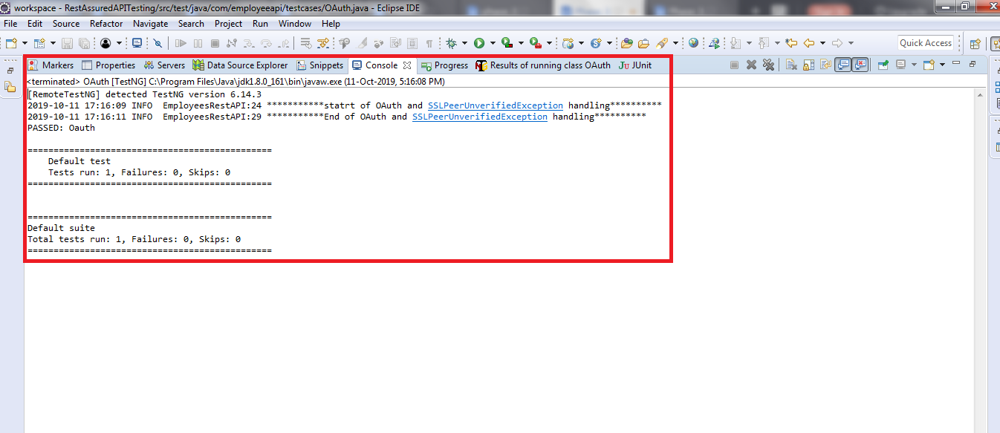 workspace - RestAssuredAPITesting/src/test/java/com/employeeapi/testcases/OAuth.java - Eclipse IDE
File Edit Source Refactor Navigate Search Project Run Window Help
Quick Access
Markers Properties Servers Data Source Explorer Snippets Console Progress Results of running class OAuth JUnit
<terminated> OAuth [TestNG] C:\Program Files\Java\jdk1.8.0_161\bin\javaw.exe (11-Oct-2019, 5:16:08 PM)
[RemoteTestNG] detected TestNG version 6.14.3
2019-10-11 17:16:09 INFO  EmployeesRestAPI:24 ***********statrt of OAuth and SSLPeerUnverifiedException handling**********
2019-10-11 17:16:11 INFO  EmployeesRestAPI:29 ***********End of OAuth and SSLPeerUnverifiedException handling**********
PASSED: Oauth
===============================================
Default test
Tests run: 1, Failures: 0, Skips: 0
===============================================
===============================================
Default suite
Total tests run: 1, Failures: 0, Skips: 0
===============================================